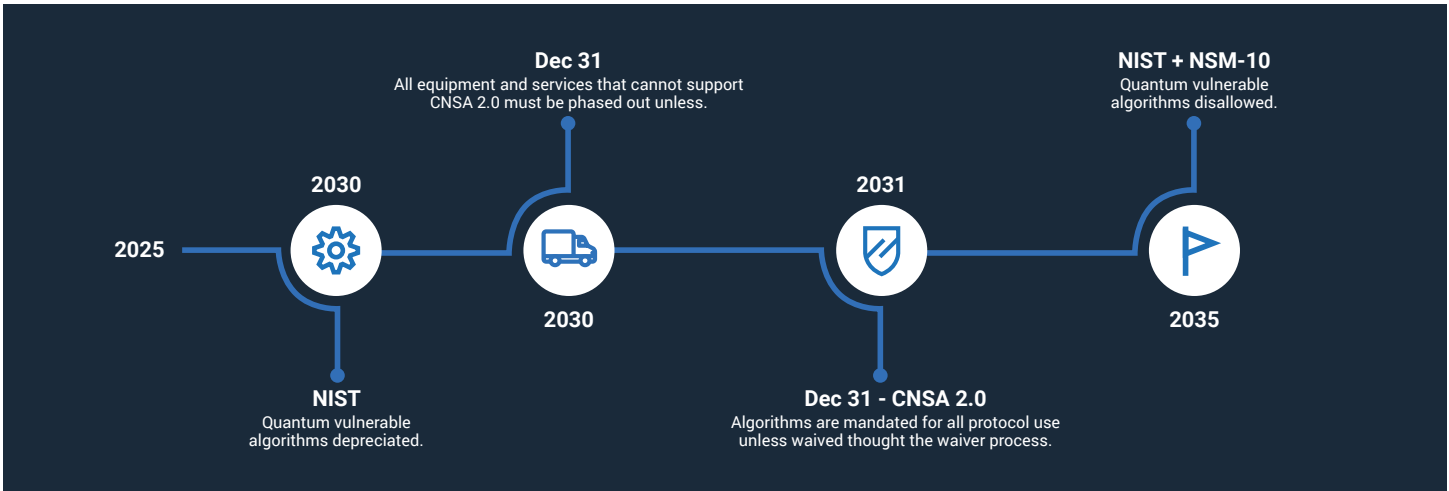 2025
2030
NIST
Quantum vulnerable
algorithms depreciated.
Dec 31
All equipment and services that cannot support
CNSA 2.0 must be phased out unless.
2030
2031
Dec 31 - CNSA 2.0
Algorithms are mandated for all protocol use
unless waived thought the waiver process.
NIST + NSM-10
Quantum vulnerable
algorithms disallowed.
2035